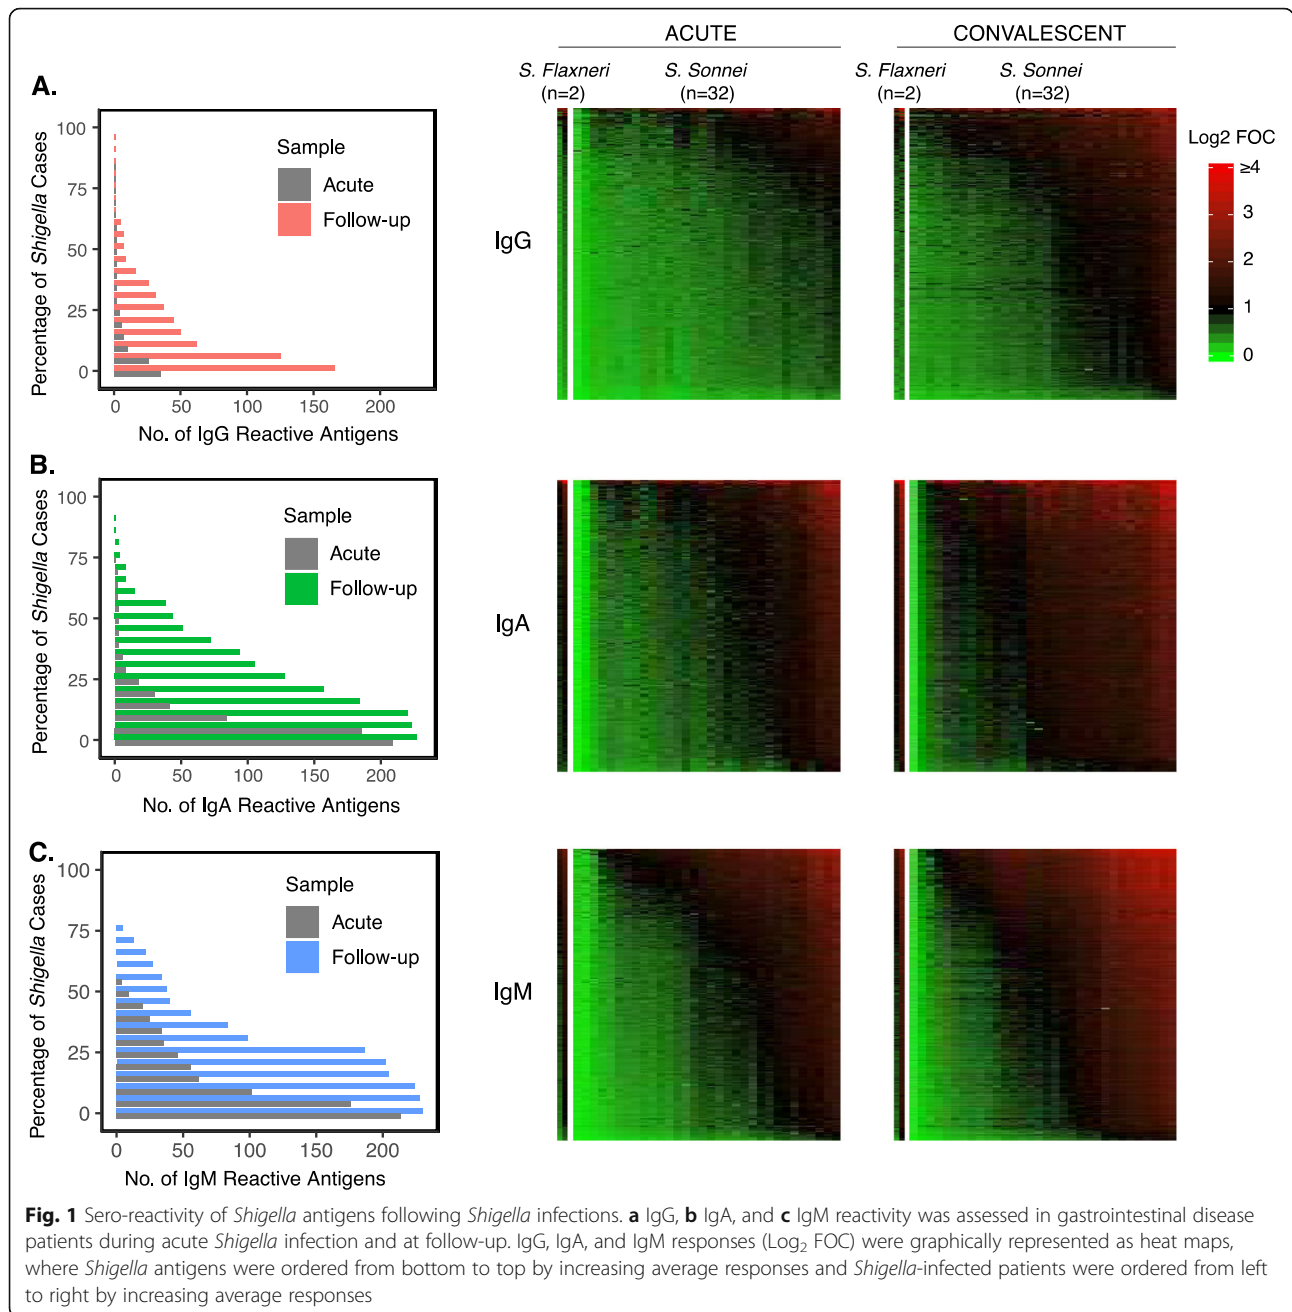 ACUTE
CONVALESCENT
S. Flaxneri
(n=2)
S. Sonnei
(n=32)
S. Flaxneri
(n=2)
S. Sonnei
(n=32)
A.
Percentage of Shigella Cases
100
75
50
25
0
Sample
Acute
Follow-up
0 50 100 150 200
No. of IgG Reactive Antigens
IgG
Log2 FOC
≥4
3
2
1
0
B.
Percentage of Shigella Cases
100
75
50
25
0
Sample
Acute
Follow-up
0 50 100 150 200
No. of IgA Reactive Antigens
IgA
C.
Percentage of Shigella Cases
100
75
50
25
0
Sample
Acute
Follow-up
0 50 100 150 200
No. of IgM Reactive Antigens
IgM
Fig. 1 Sero-reactivity of Shigella antigens following Shigella infections. a IgG, b IgA, and c IgM reactivity was assessed in gastrointestinal disease
patients during acute Shigella infection and at follow-up. IgG, IgA, and IgM responses (Log₂ FOC) were graphically represented as heat maps,
where Shigella antigens were ordered from bottom to top by increasing average responses and Shigella-infected patients were ordered from left
to right by increasing average responses